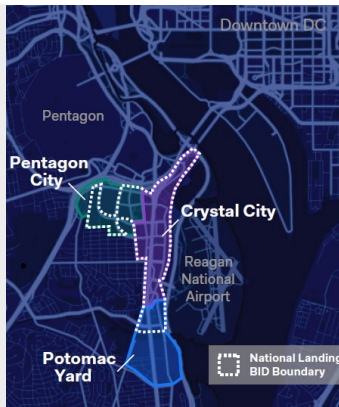 Downtown DC
Pentagon
Pentagon
City
Crystal City
Reagan
National
Airport
Potomac
Yard
National Landing
BID Boundary